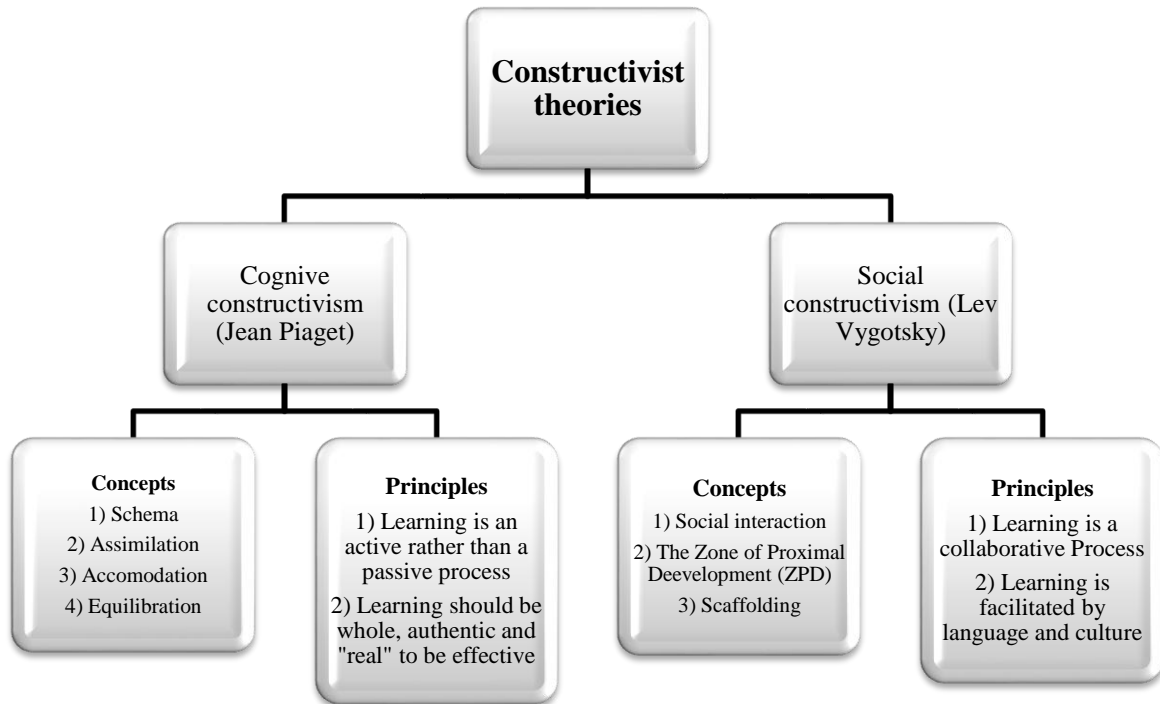 Constructivist
theories
Cognive
constructivism
(Jean Piaget)
Social
constructivism (Lev
Vygotsky)
Concepts
1) Schema
2) Assimilation
3) Accomodation
4) Equilibration
Principles
1) Learning is an
active rather than a
passive process
2) Learning should be
whole, authentic and
"real" to be effective
Concepts
1) Social interaction
2) The Zone of Proximal
Deevelopment (ZPD)
3) Scaffolding
Principles
1) Learning is a
collaborative Process
2) Learning is
facilitated by
language and culture